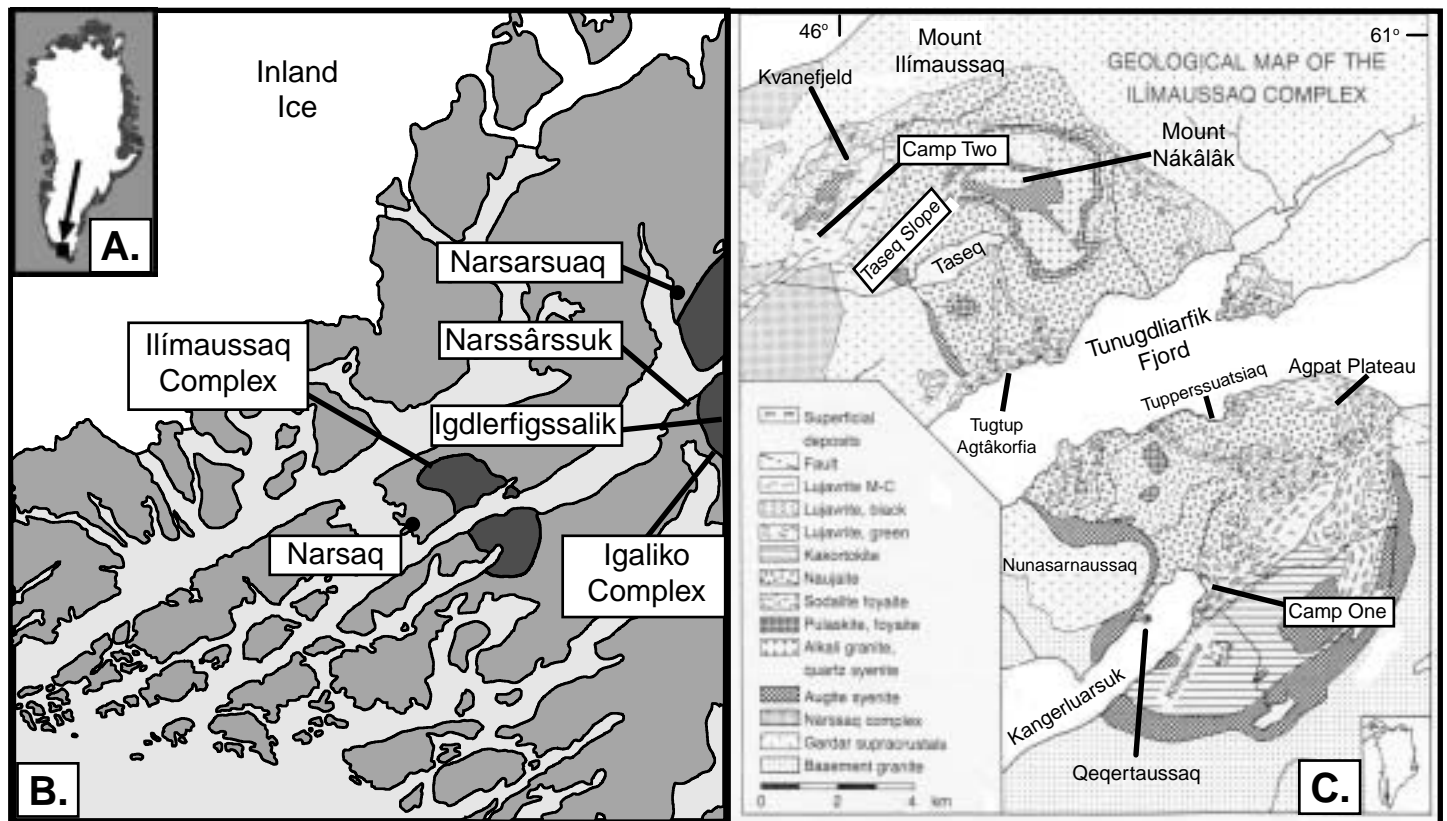 A.
Inland
Ice
Narsarsuaq
Narssârssuk
Ilímaussaq
Complex
Igdlerfigssalik
Narsaq
Igaliko
Complex
B.
46°
61°
Mount
Ilímaussaq
Kvanefjeld
GEOLOGICAL MAP OF THE
ILÍMAUSSAQ COMPLEX
Camp Two
Mount
Nákâlâk
Taseq Slope
Taseq
Tunugdliarfik
Fjord
Tugtup
Agtâkorfia
Tupperssuatsiaq
Agpat Plateau
Superficial
deposits
Fault
Lujavrite M-C
Lujavrite, black
Lujavrite, green
Kakortokite
Naujaite
Sodalite foyaite
Pulaskite, foyaite
Alkali granite,
quartz syenite
Augite syenite
Narssaq complex
Gardar supracrustals
Basement granite
0 2 4 km
Nunasarnaussaq
Camp One
Kangerluarsuk
Qeqertaussaq
C.